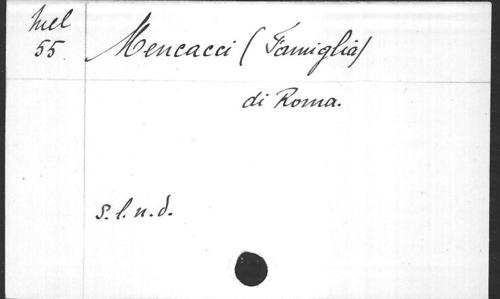 Mel
55.
Mencacci (Famiglia)
di Roma.
s.l.n.d.